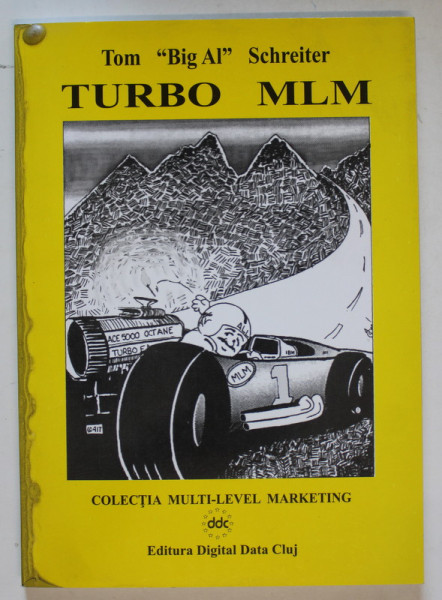 Tom “Big Al” Schreiter
TURBO MLM
ACE 5000 OCTANE
TURBO F
MLM
1
COLECŢIA MULTI-LEVEL MARKETING
ddc
Editura Digital Data Cluj